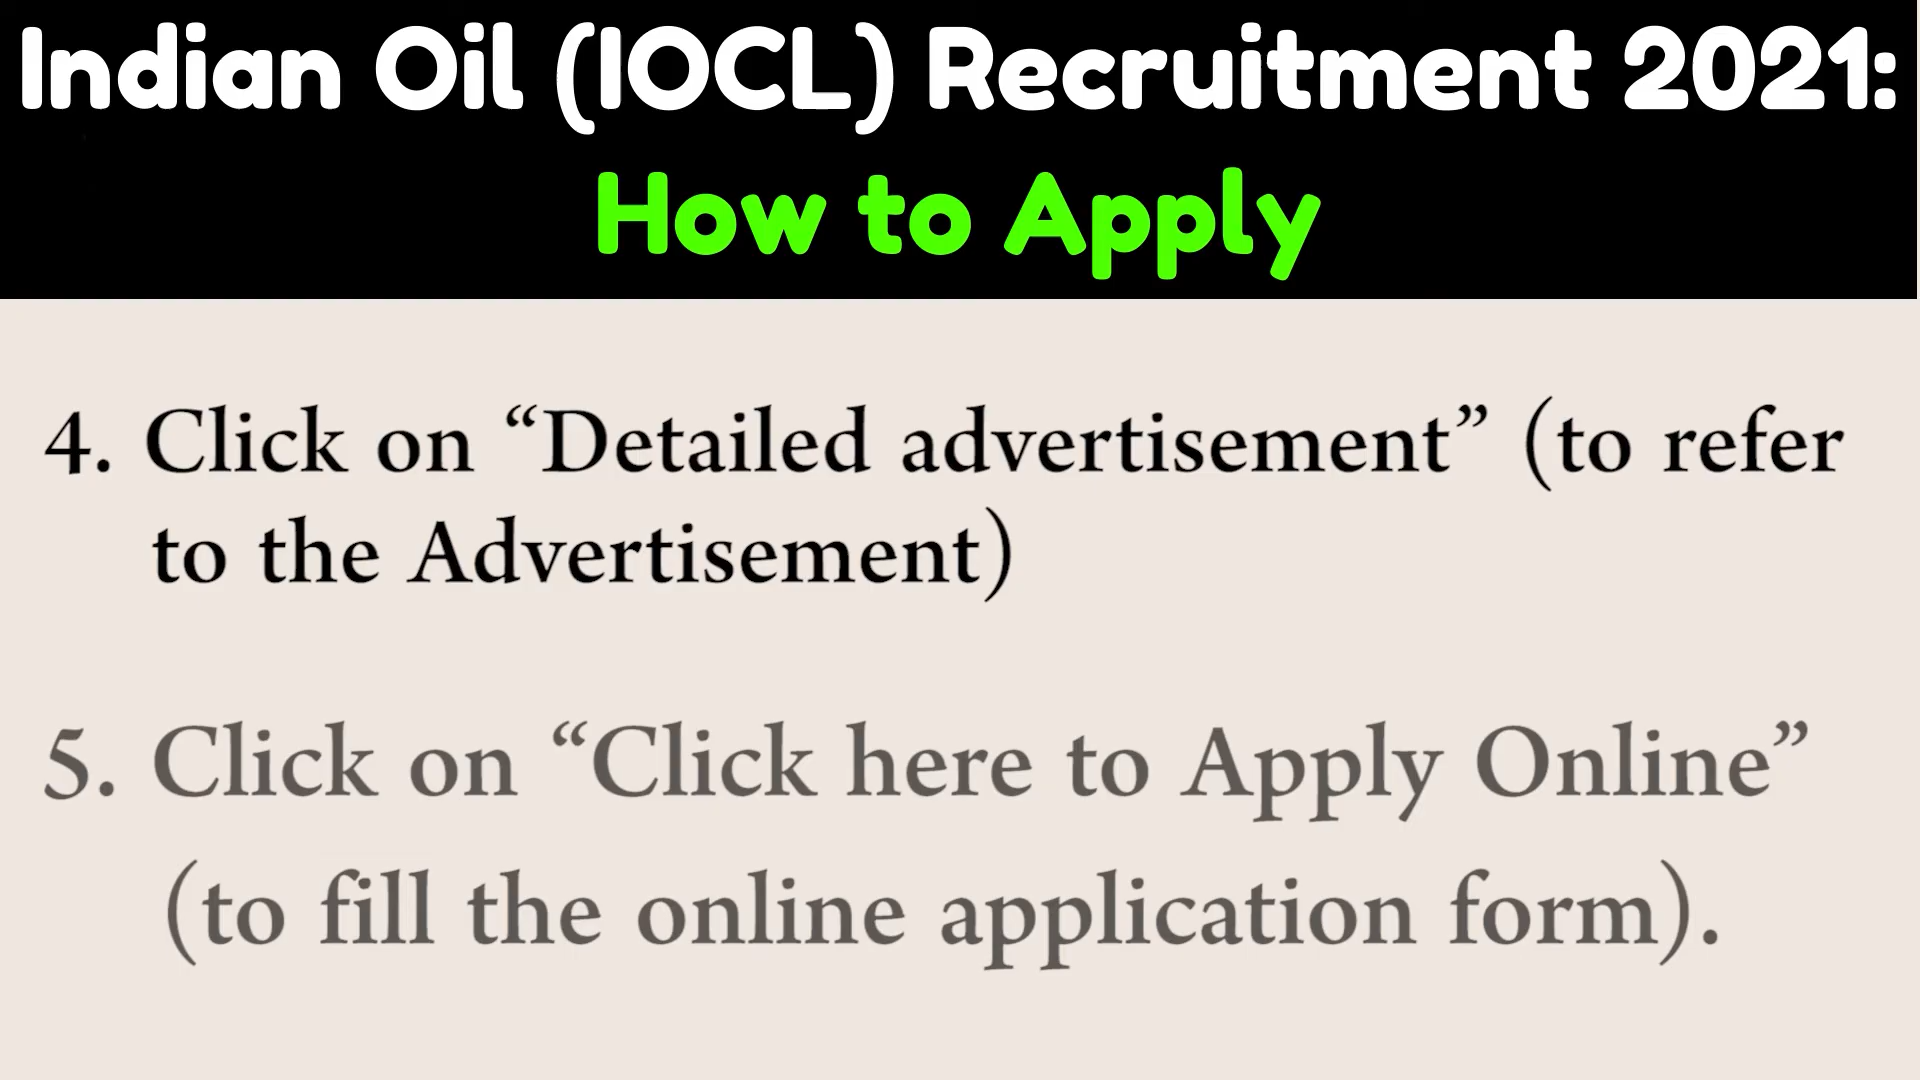 Indian Oil (IOCL) Recruitment 2021:
How to Apply
4. Click on “Detailed advertisement” (to refer
to the Advertisement)
5. Click on “Click here to Apply Online”
(to fill the online application form).